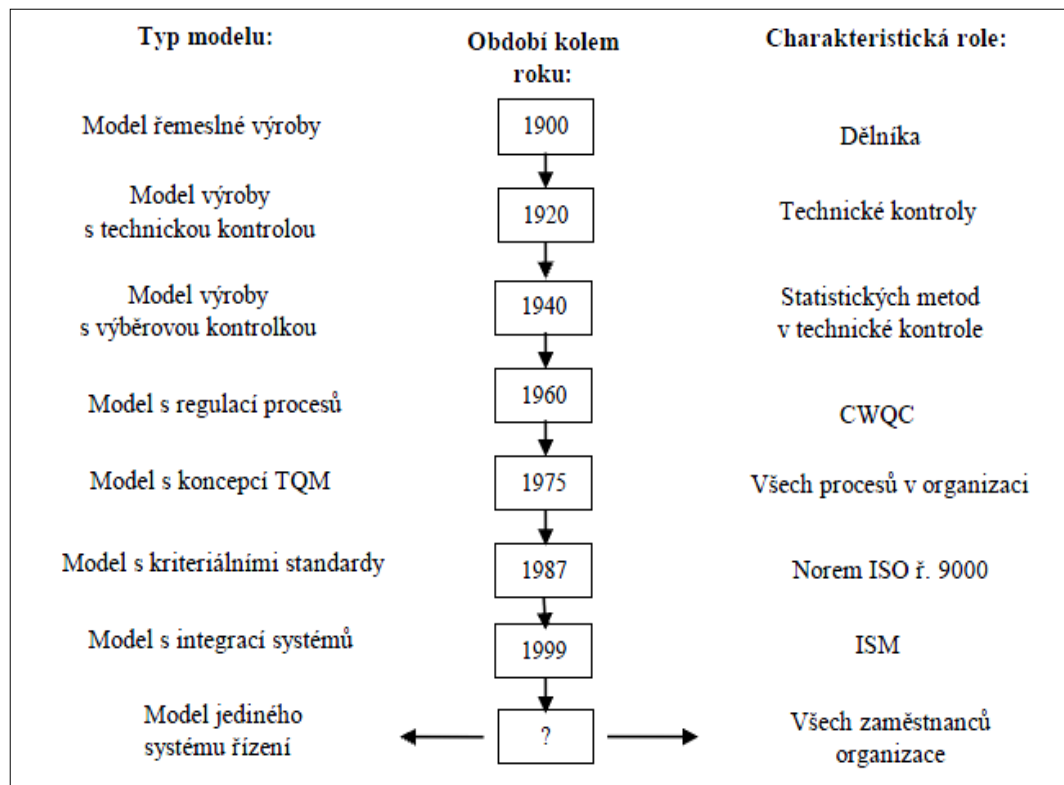 Typ modelu:
Období kolem
roku:
Charakteristická role:
Model řemeslné výroby
1900
Dělníka
Model výroby
s technickou kontrolou
1920
Technické kontroly
Model výroby
s výběrovou kontrolkou
1940
Statistických metod
v technické kontrole
Model s regulací procesů
1960
CWQC
Model s koncepcí TQM
1975
Všech procesů v organizaci
Model s kriteriálními standardy
1987
Norem ISO ř. 9000
Model s integrací systémů
1999
ISM
Model jediného
systému řízení
?
Všech zaměstnanců
organizace